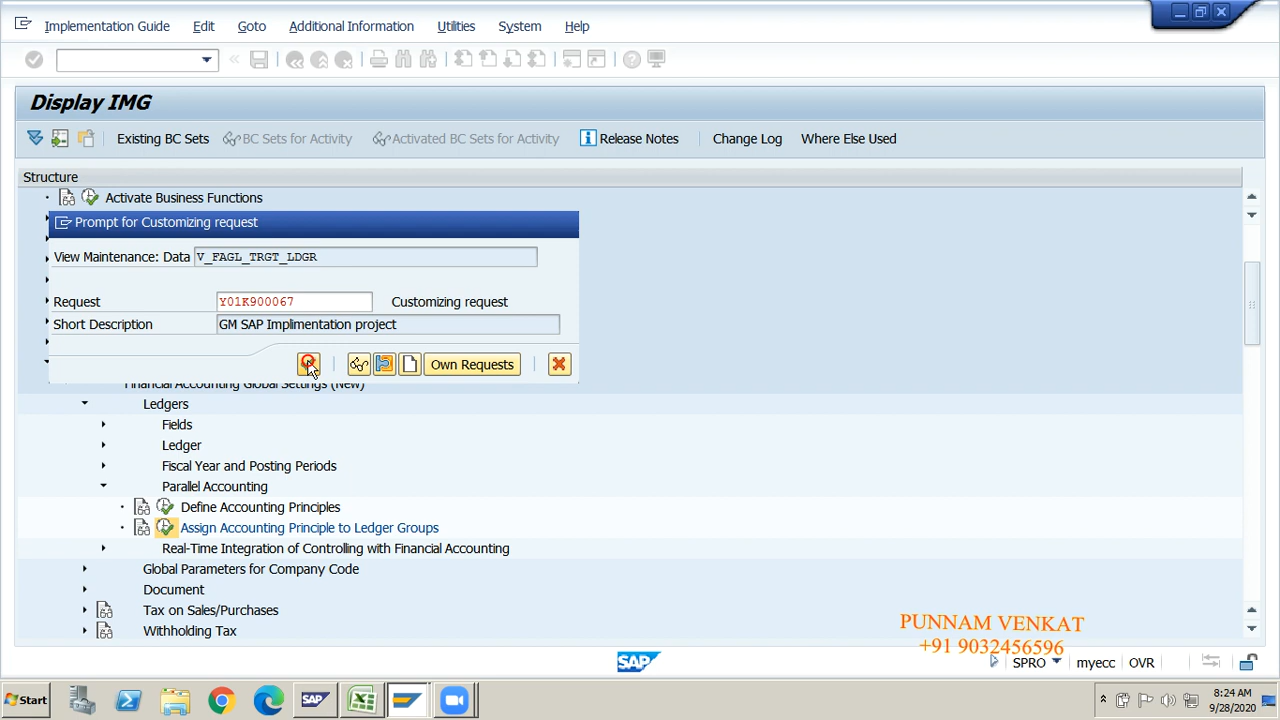 Implementation Guide Edit Goto Additional Information Utilities System Help
Display IMG
Existing BC Sets BC Sets for Activity Activated BC Sets for Activity Release Notes Change Log Where Else Used
Structure
Activate Business Functions
Prompt for Customizing request
View Maintenance: Data V_FAGL_TRGT_LDGR
Request Y01K900067 Customizing request
Short Description GM SAP Implimentation project
Own Requests
Financial Accounting Global Settings (New)
Ledgers
Fields
Ledger
Fiscal Year and Posting Periods
Parallel Accounting
Define Accounting Principles
Assign Accounting Principle to Ledger Groups
Real-Time Integration of Controlling with Financial Accounting
Global Parameters for Company Code
Document
Tax on Sales/Purchases
Withholding Tax
PUNNAM VENKAT
+91 9032456596
SAP SPRO myecc OVR
Start SAP 8:24 AM
9/28/2020